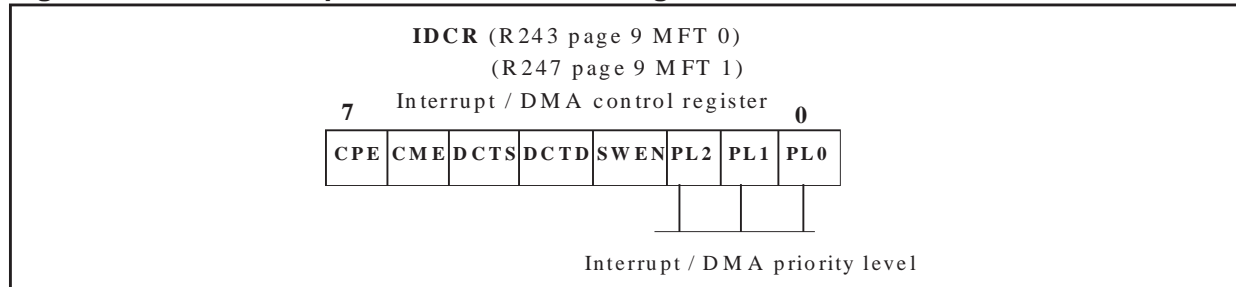 IDCR (R243 page 9 MFT 0)
(R247 page 9 MFT 1)
Interrupt / DMA control register
7 0
CPE CME DCTS DCTD SWEN PL2 PL1 PL0
Interrupt / DMA priority level